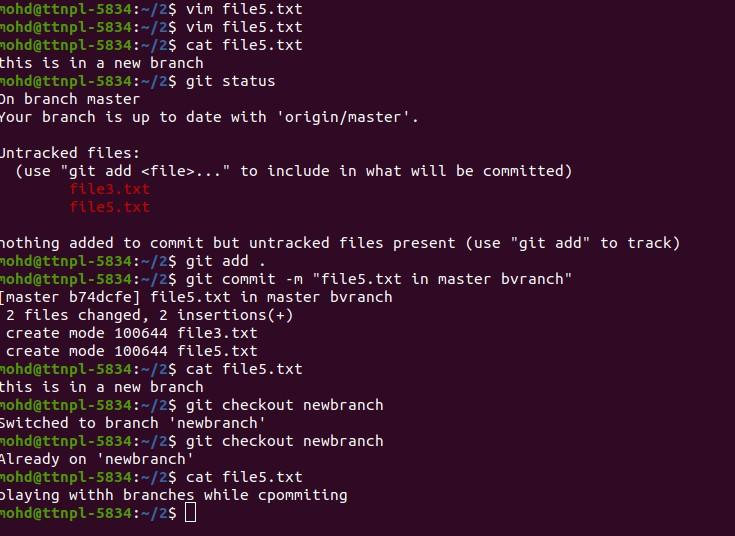 mohd@ttnpl-5834:~/2$ vim file5.txt
mohd@ttnpl-5834:~/2$ vim file5.txt
mohd@ttnpl-5834:~/2$ cat file5.txt
this is in a new branch
mohd@ttnpl-5834:~/2$ git status
On branch master
Your branch is up to date with 'origin/master'.

Untracked files:
  (use "git add <file>..." to include in what will be committed)
        file3.txt
        file5.txt

nothing added to commit but untracked files present (use "git add" to track)
mohd@ttnpl-5834:~/2$ git add .
mohd@ttnpl-5834:~/2$ git commit -m "file5.txt in master bvranch"
[master b74dcfe] file5.txt in master bvranch
 2 files changed, 2 insertions(+)
 create mode 100644 file3.txt
 create mode 100644 file5.txt
mohd@ttnpl-5834:~/2$ cat file5.txt
this is in a new branch
mohd@ttnpl-5834:~/2$ git checkout newbranch
Switched to branch 'newbranch'
mohd@ttnpl-5834:~/2$ git checkout newbranch
Already on 'newbranch'
mohd@ttnpl-5834:~/2$ cat file5.txt
playing withh branches while cpommiting
mohd@ttnpl-5834:~/2$